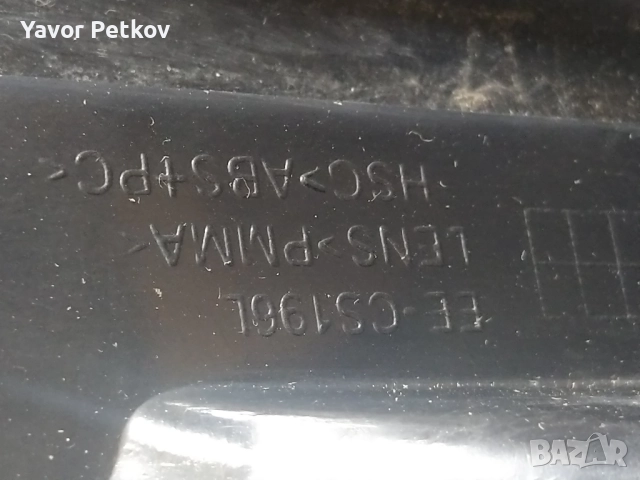 Yavor Petkov
EE-CS196L
LENS>PMMA<
HSG>ABS+PC<
BAZAR